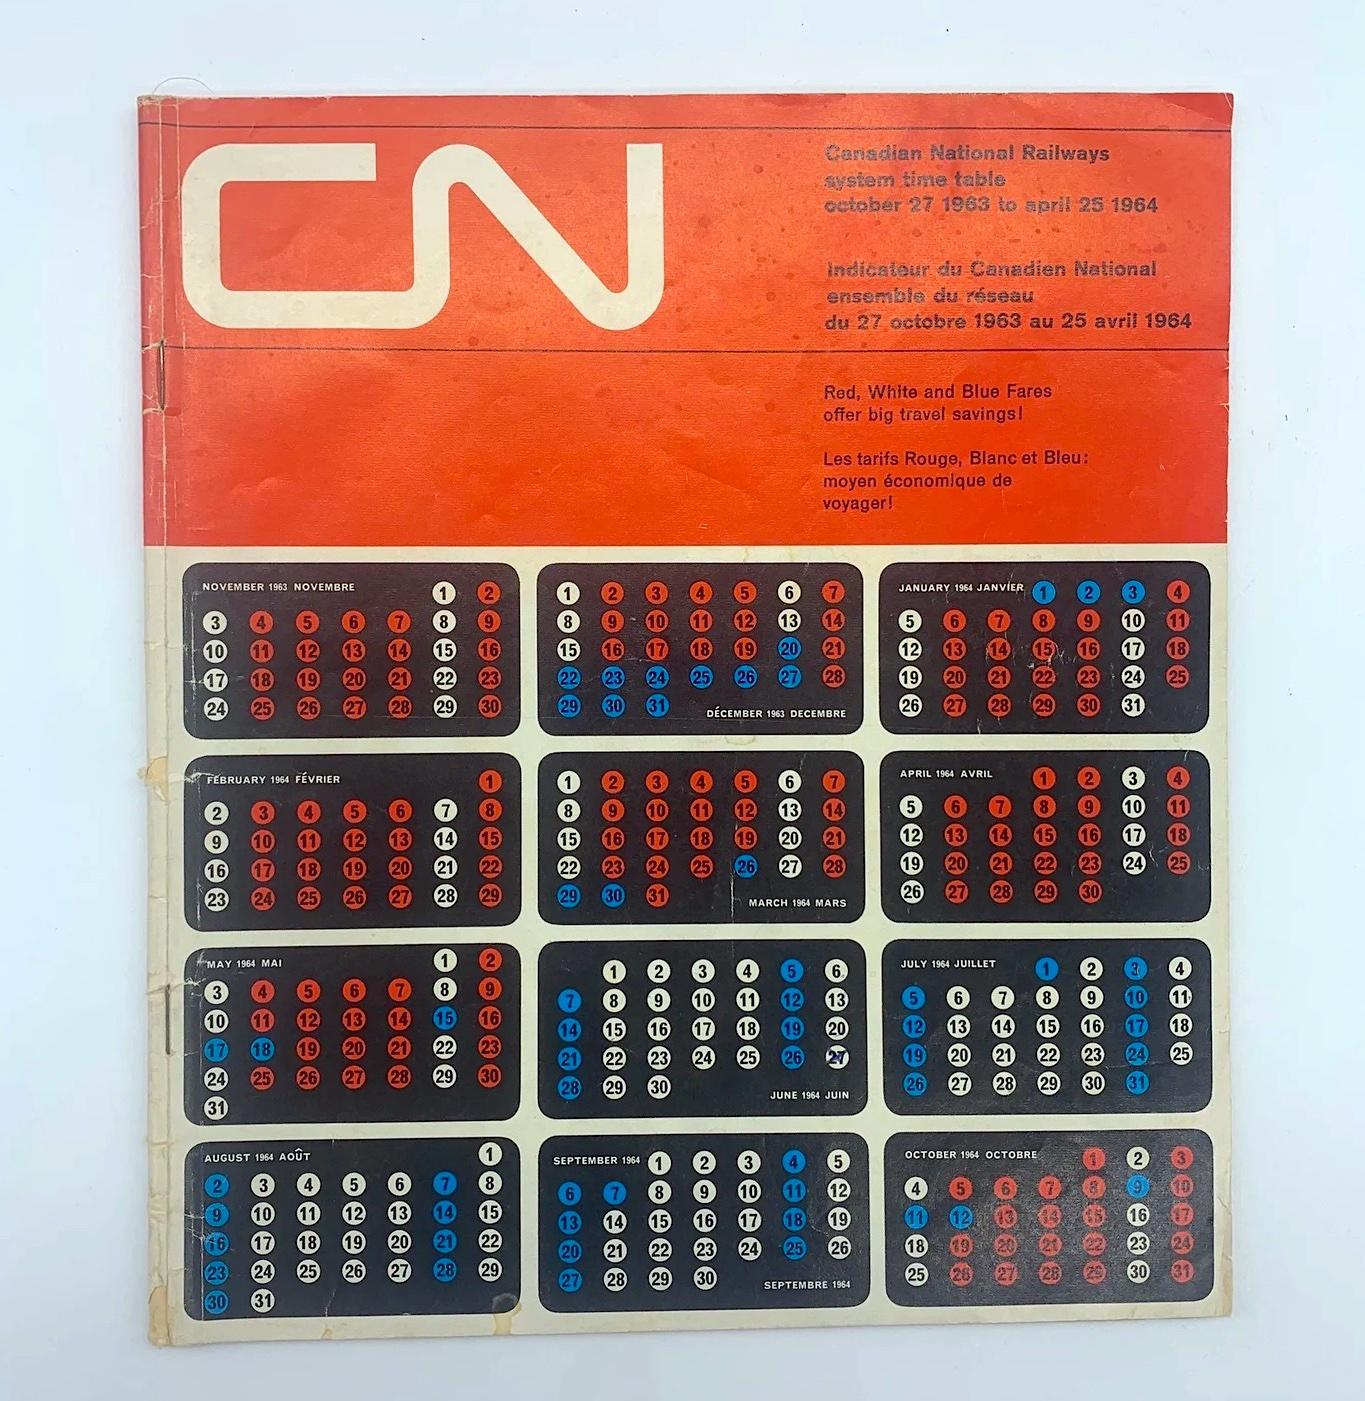 CN
Canadian National Railways
system time table
october 27 1963 to april 25 1964
Indicateur du Canadien National
ensemble du réseau
du 27 octobre 1963 au 25 avril 1964
Red, White and Blue Fares
offer big travel savings!
Les tarifs Rouge, Blanc et Bleu:
moyen économique de
voyager!
NOVEMBER 1963 NOVEMBRE 1 2
3 4 5 6 7 8 9
10 11 12 13 14 15 16
17 18 19 20 21 22 23
24 25 26 27 28 29 30
1 2 3 4 5 6 7
8 9 10 11 12 13 14
15 16 17 18 19 20 21
22 23 24 25 26 27 28
29 30 31 DÉCEMBER 1963 DECEMBRE
JANUARY 1964 JANVIER 1 2 3 4
5 6 7 8 9 10 11
12 13 14 15 16 17 18
19 20 21 22 23 24 25
26 27 28 29 30 31
FEBRUARY 1964 FÉVRIER 1
2 3 4 5 6 7 8
9 10 11 12 13 14 15
16 17 18 19 20 21 22
23 24 25 26 27 28 29
1 2 3 4 5 6 7
8 9 10 11 12 13 14
15 16 17 18 19 20 21
22 23 24 25 26 27 28
29 30 31 MARCH 1964 MARS
APRIL 1964 AVRIL 1 2 3 4
5 6 7 8 9 10 11
12 13 14 15 16 17 18
19 20 21 22 23 24 25
26 27 28 29 30
MAY 1964 MAI 1 2
3 4 5 6 7 8 9
10 11 12 13 14 15 16
17 18 19 20 21 22 23
24 25 26 27 28 29 30
31
1 2 3 4 5 6
7 8 9 10 11 12 13
14 15 16 17 18 19 20
21 22 23 24 25 26 27
28 29 30 JUNE 1964 JUIN
JULY 1964 JUILLET 1 2 3 4
5 6 7 8 9 10 11
12 13 14 15 16 17 18
19 20 21 22 23 24 25
26 27 28 29 30 31
AUGUST 1964 AOÛT 1
2 3 4 5 6 7 8
9 10 11 12 13 14 15
16 17 18 19 20 21 22
23 24 25 26 27 28 29
30 31
SEPTEMBER 1964 1 2 3 4 5
6 7 8 9 10 11 12
13 14 15 16 17 18 19
20 21 22 23 24 25 26
27 28 29 30 SEPTEMBRE 1964
OCTOBER 1964 OCTOBRE 1 2 3
4 5 6 7 8 9 10
11 12 13 14 15 16 17
18 19 20 21 22 23 24
25 26 27 28 29 30 31